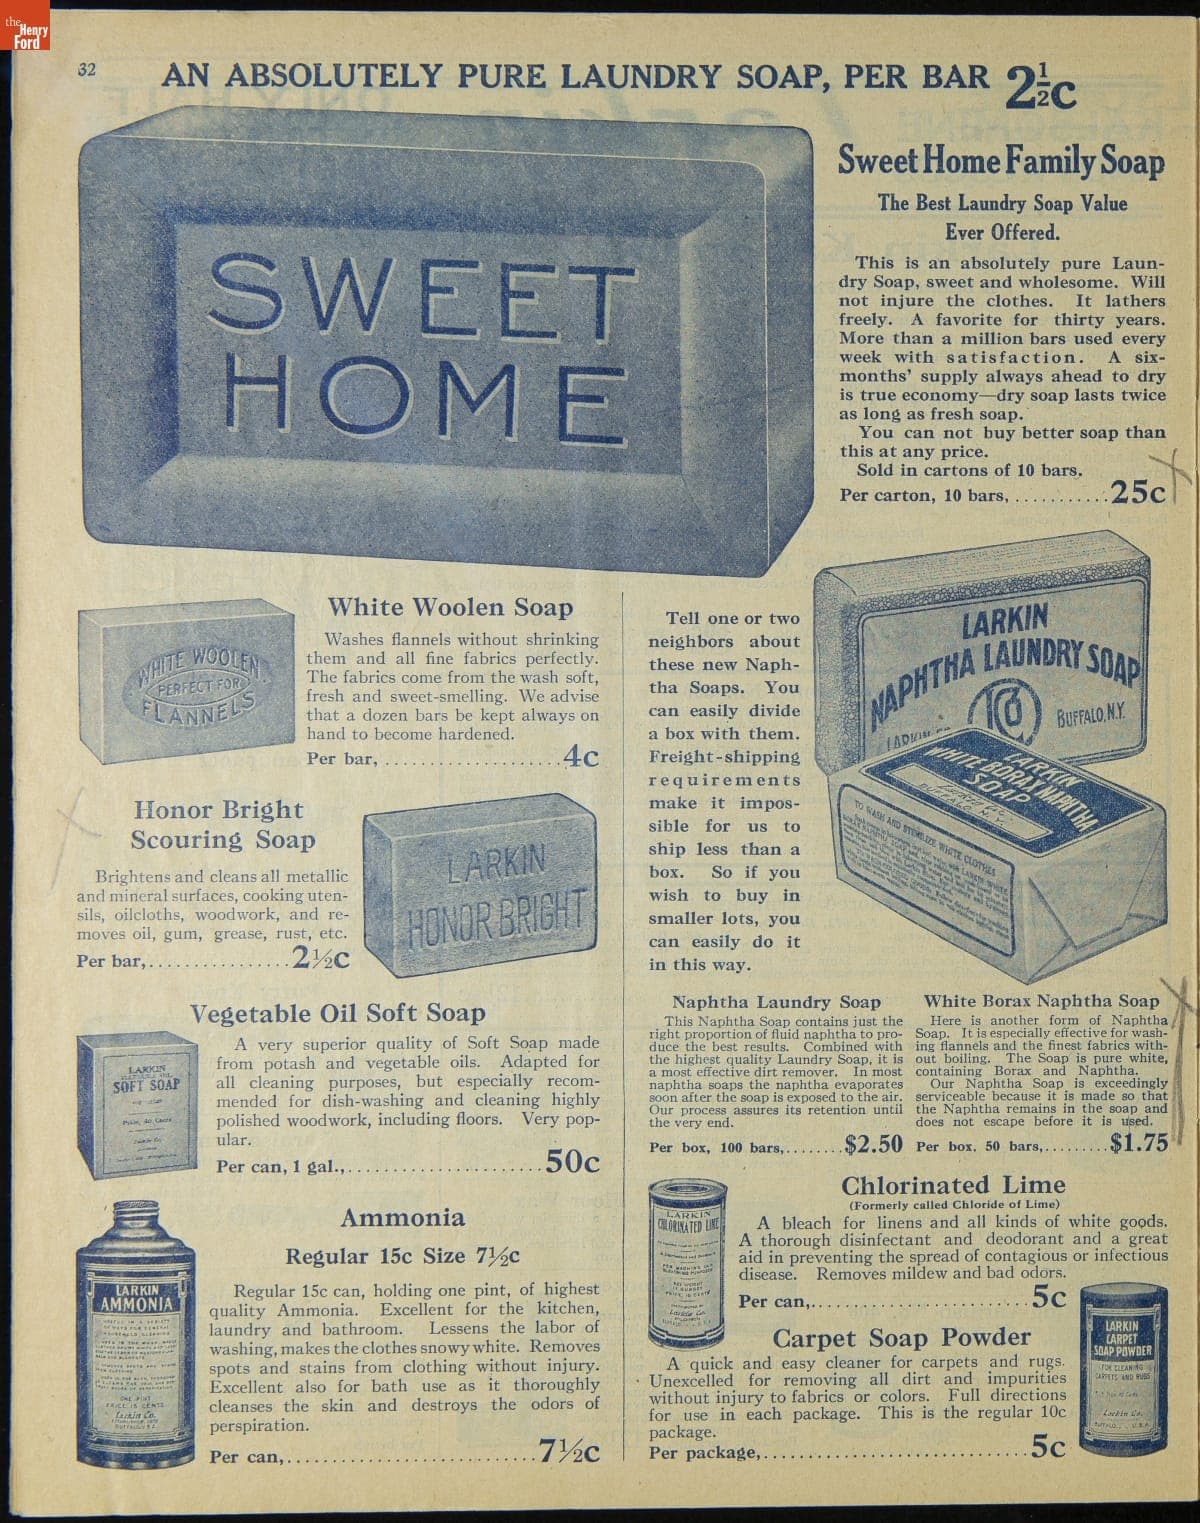 the
Henry
Ford
32
AN ABSOLUTELY PURE LAUNDRY SOAP, PER BAR 2½c
SWEET
HOME
Sweet Home Family Soap
The Best Laundry Soap Value
Ever Offered.
This is an absolutely pure Laun-
dry Soap, sweet and wholesome. Will
not injure the clothes. It lathers
freely. A favorite for thirty years.
More than a million bars used every
week with satisfaction. A six-
months' supply always ahead to dry
is true economy—dry soap lasts twice
as long as fresh soap.
You can not buy better soap than
this at any price.
Sold in cartons of 10 bars.
Per carton, 10 bars, ........... 25c
WHITE WOOLEN
PERFECT FOR
FLANNELS
White Woolen Soap
Washes flannels without shrinking
them and all fine fabrics perfectly.
The fabrics come from the wash soft,
fresh and sweet-smelling. We advise
that a dozen bars be kept always on
hand to become hardened.
Per bar, .................... 4c
Honor Bright
Scouring Soap
Brightens and cleans all metallic
and mineral surfaces, cooking uten-
sils, oilcloths, woodwork, and re-
moves oil, gum, grease, rust, etc.
Per bar, ................ 2½c
LARKIN
HONOR BRIGHT
Vegetable Oil Soft Soap
LARKIN
SOFT SOAP
A very superior quality of Soft Soap made
from potash and vegetable oils. Adapted for
all cleaning purposes, but especially recom-
mended for dish-washing and cleaning highly
polished woodwork, including floors. Very pop-
ular.
Per can, 1 gal., .................... 50c
Ammonia
Regular 15c Size 7½c
LARKIN
AMMONIA
ONE PINT
PRICE 15 CENTS
Larkin Co.
BUFFALO
Regular 15c can, holding one pint, of highest
quality Ammonia. Excellent for the kitchen,
laundry and bathroom. Lessens the labor of
washing, makes the clothes snowy white. Removes
spots and stains from clothing without injury.
Excellent also for bath use as it thoroughly
cleanses the skin and destroys the odors of
perspiration.
Per can, ............................ 7½c
Tell one or two
neighbors about
these new Naph-
tha Soaps. You
can easily divide
a box with them.
Freight-shipping
requirements
make it impos-
sible for us to
ship less than a
box. So if you
wish to buy in
smaller lots, you
can easily do it
in this way.
LARKIN
NAPHTHA LAUNDRY SOAP
BUFFALO, N.Y.
LARKIN
WHITE BORAX NAPHTHA
SOAP
TO WASH AND STERILIZE WHITE CLOTHES
Naphtha Laundry Soap
This Naphtha Soap contains just the
right proportion of fluid naphtha to pro-
duce the best results. Combined with
the highest quality Laundry Soap, it is
a most effective dirt remover. In most
naphtha soaps the naphtha evaporates
soon after the soap is exposed to the air.
Our process assures its retention until
the very end.
Per box, 100 bars, ........ $2.50
White Borax Naphtha Soap
Here is another form of Naphtha
Soap. It is especially effective for wash-
ing flannels and the finest fabrics with-
out boiling. The Soap is pure white,
containing Borax and Naphtha.
Our Naphtha Soap is exceedingly
serviceable because it is made so that
the Naphtha remains in the soap and
does not escape before it is used.
Per box, 50 bars, ......... $1.75
LARKIN
CHLORINATED LIME
Larkin Co.
Chlorinated Lime
(Formerly called Chloride of Lime)
A bleach for linens and all kinds of white goods.
A thorough disinfectant and deodorant and a great
aid in preventing the spread of contagious or infectious
disease. Removes mildew and bad odors.
Per can, ........................ 5c
Carpet Soap Powder
A quick and easy cleaner for carpets and rugs.
Unexcelled for removing all dirt and impurities
without injury to fabrics or colors. Full directions
for use in each package. This is the regular 10c
package.
Per package, ............................ 5c
LARKIN
CARPET
SOAP POWDER
FOR CLEANING
CARPETS AND RUGS
Larkin Co.
BUFFALO, U.S.A.